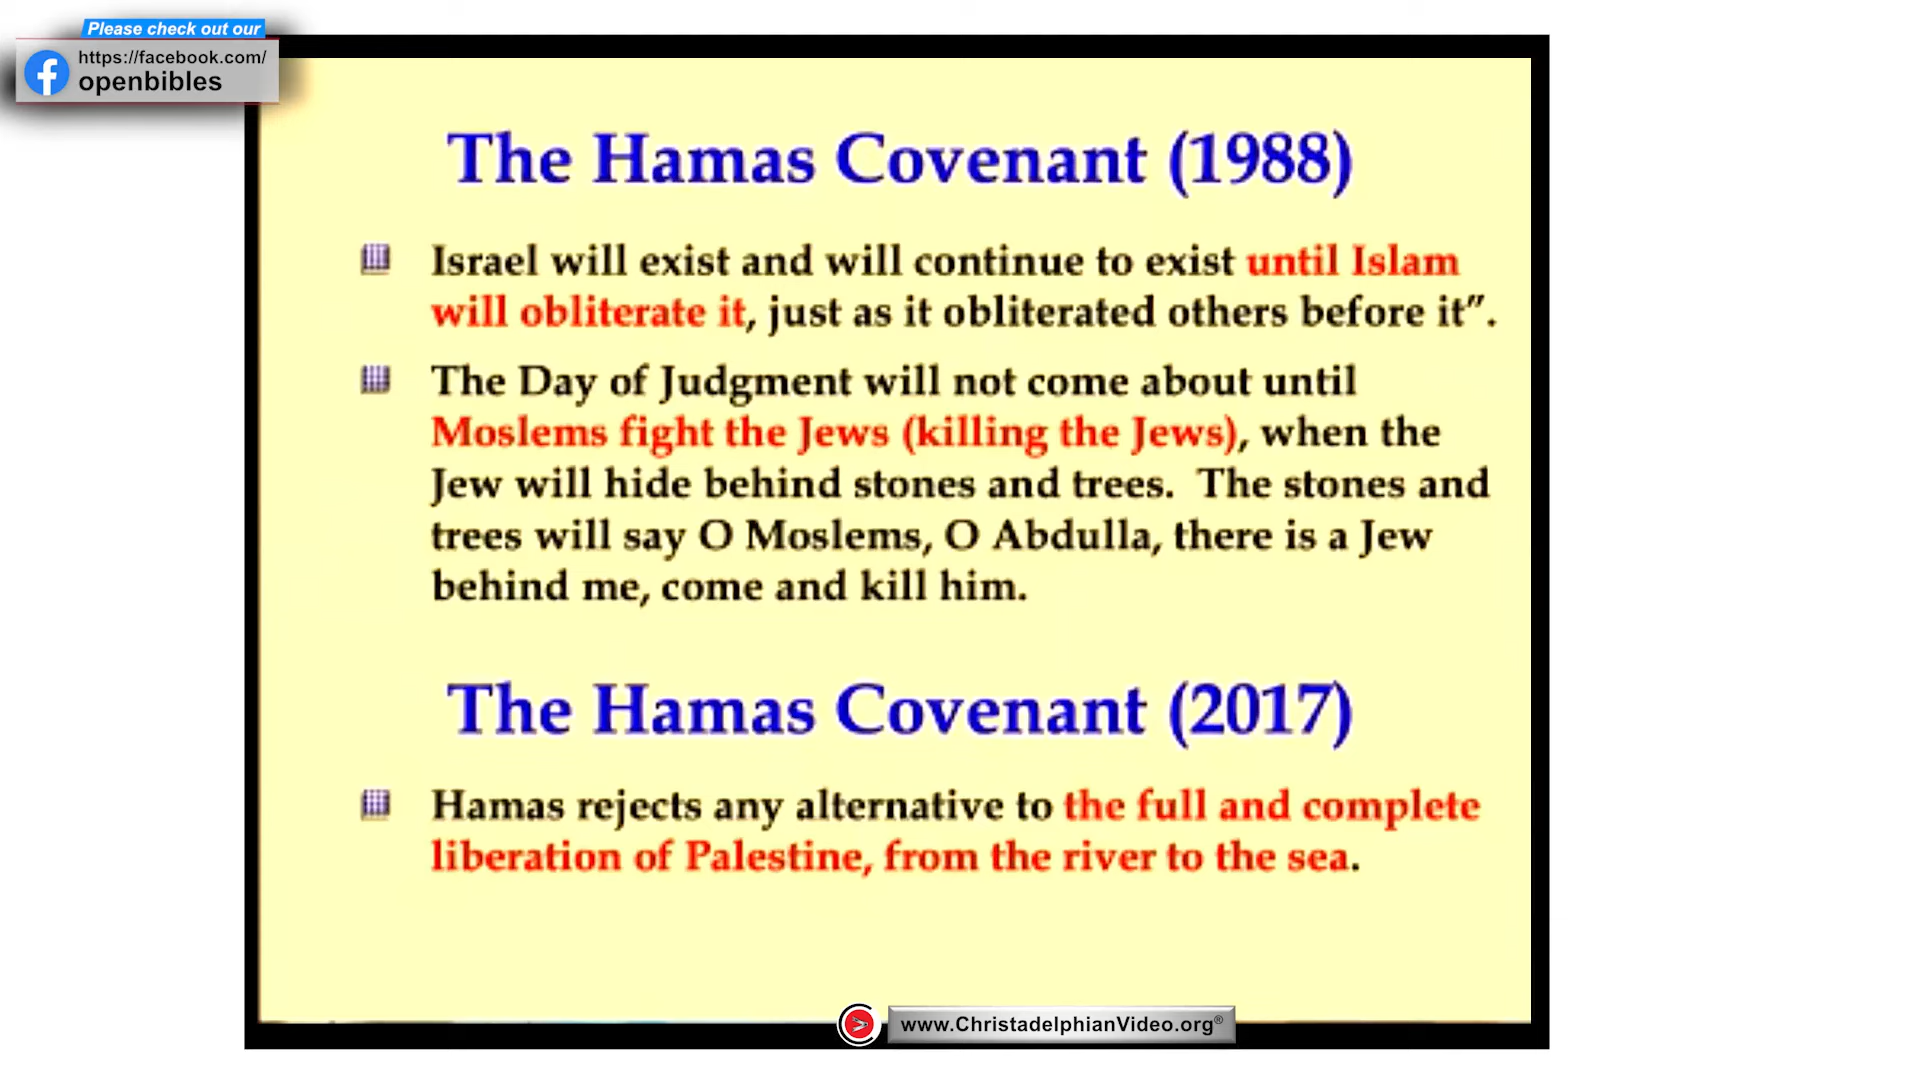 Please check out our
https://facebook.com/
openbibles
The Hamas Covenant (1988)
Israel will exist and will continue to exist until Islam
will obliterate it, just as it obliterated others before it”.
The Day of Judgment will not come about until
Moslems fight the Jews (killing the Jews), when the
Jew will hide behind stones and trees. The stones and
trees will say O Moslems, O Abdulla, there is a Jew
behind me, come and kill him.
The Hamas Covenant (2017)
Hamas rejects any alternative to the full and complete
liberation of Palestine, from the river to the sea.
www.ChristadelphianVideo.org®